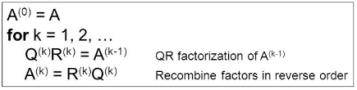 A⁽⁰⁾ = A
for k = 1, 2, …
Q⁽ᵏ⁾R⁽ᵏ⁾ = A⁽ᵏ⁻¹⁾ QR factorization of A⁽ᵏ⁻¹⁾
A⁽ᵏ⁾ = R⁽ᵏ⁾Q⁽ᵏ⁾ Recombine factors in reverse order